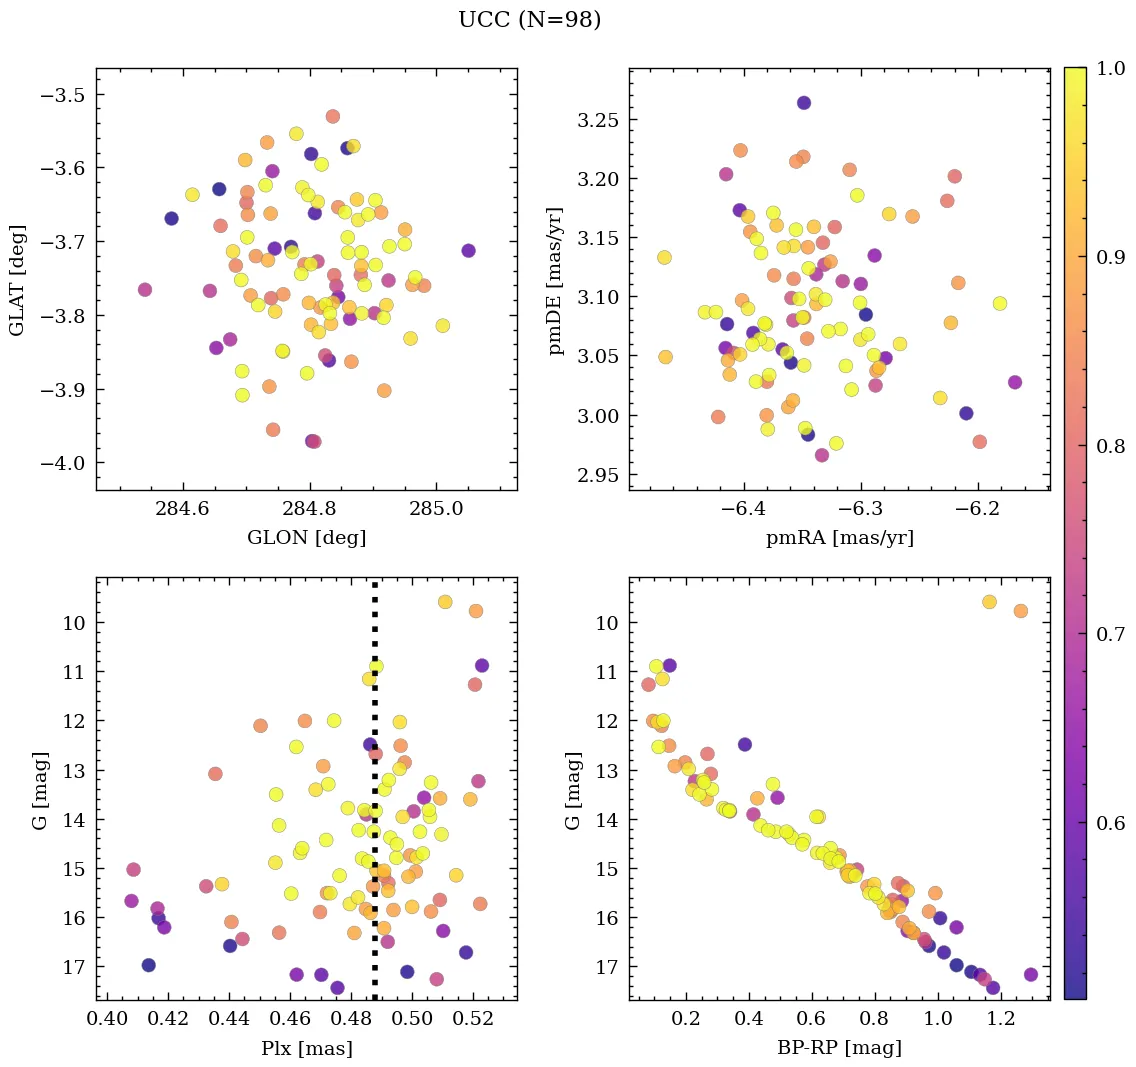 UCC (N=98)
−3.5
−3.6
−3.7
−3.8
−3.9
−4.0
GLAT [deg]
284.6 284.8 285.0
GLON [deg]
3.25
3.20
3.15
3.10
3.05
3.00
2.95
pmDE [mas/yr]
−6.4 −6.3 −6.2
pmRA [mas/yr]
1.0
0.9
0.8
0.7
0.6
10
11
12
13
14
15
16
17
G [mag]
0.40 0.42 0.44 0.46 0.48 0.50 0.52
Plx [mas]
10
11
12
13
14
15
16
17
G [mag]
0.2 0.4 0.6 0.8 1.0 1.2
BP-RP [mag]